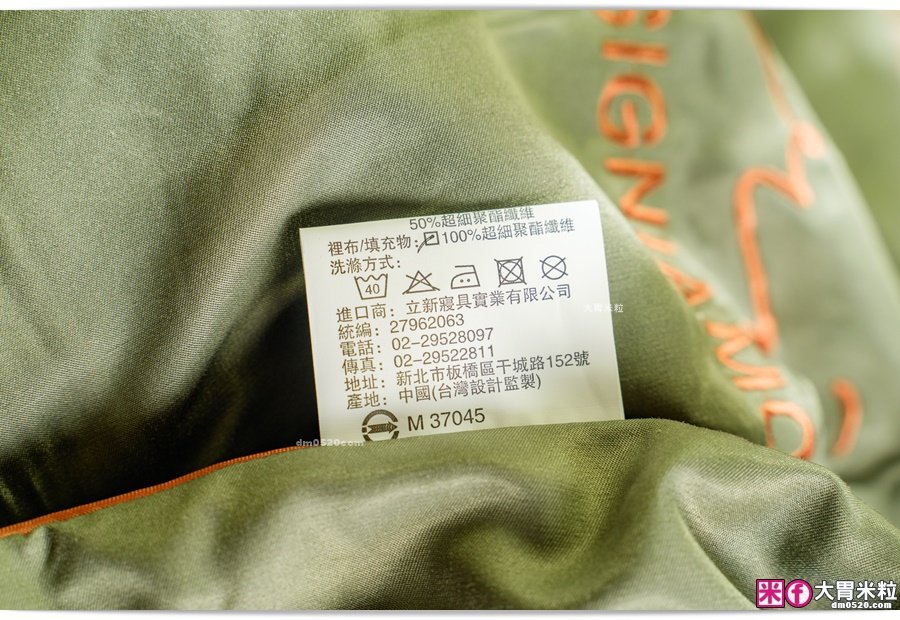 50%超細聚酯纖維
裡布/填充物:☑100%超細聚酯纖維
洗滌方式:
40
進口商: 立新寢具實業有限公司
統編: 27962063
電話: 02-29528097
傳真: 02-29522811
地址: 新北市板橋區干城路152號
產地: 中國(台灣設計監製)
M 37045
SIGN/AMO
大胃米粒
dm0520.com
米 f 大胃米粒
dm0520.com